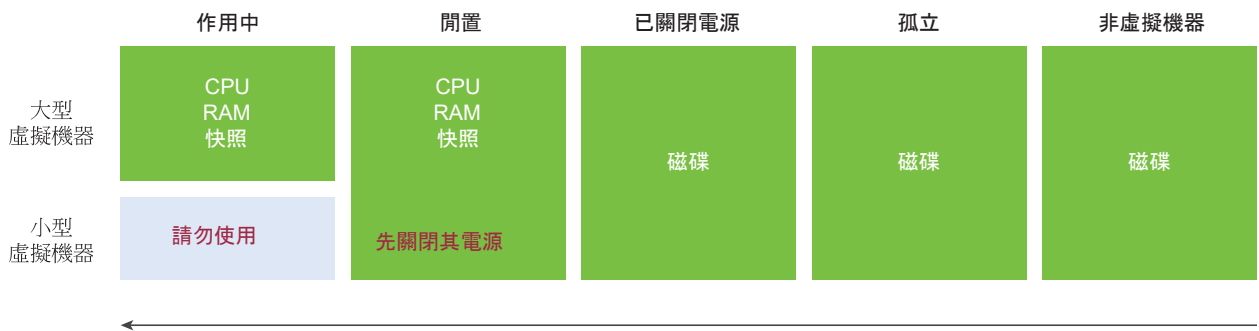 作用中
閒置
已關閉電源
孤立
非虛擬機器
大型
虛擬機器
CPU
RAM
快照
CPU
RAM
快照
磁碟
磁碟
磁碟
小型
虛擬機器
請勿使用
先關閉其電源